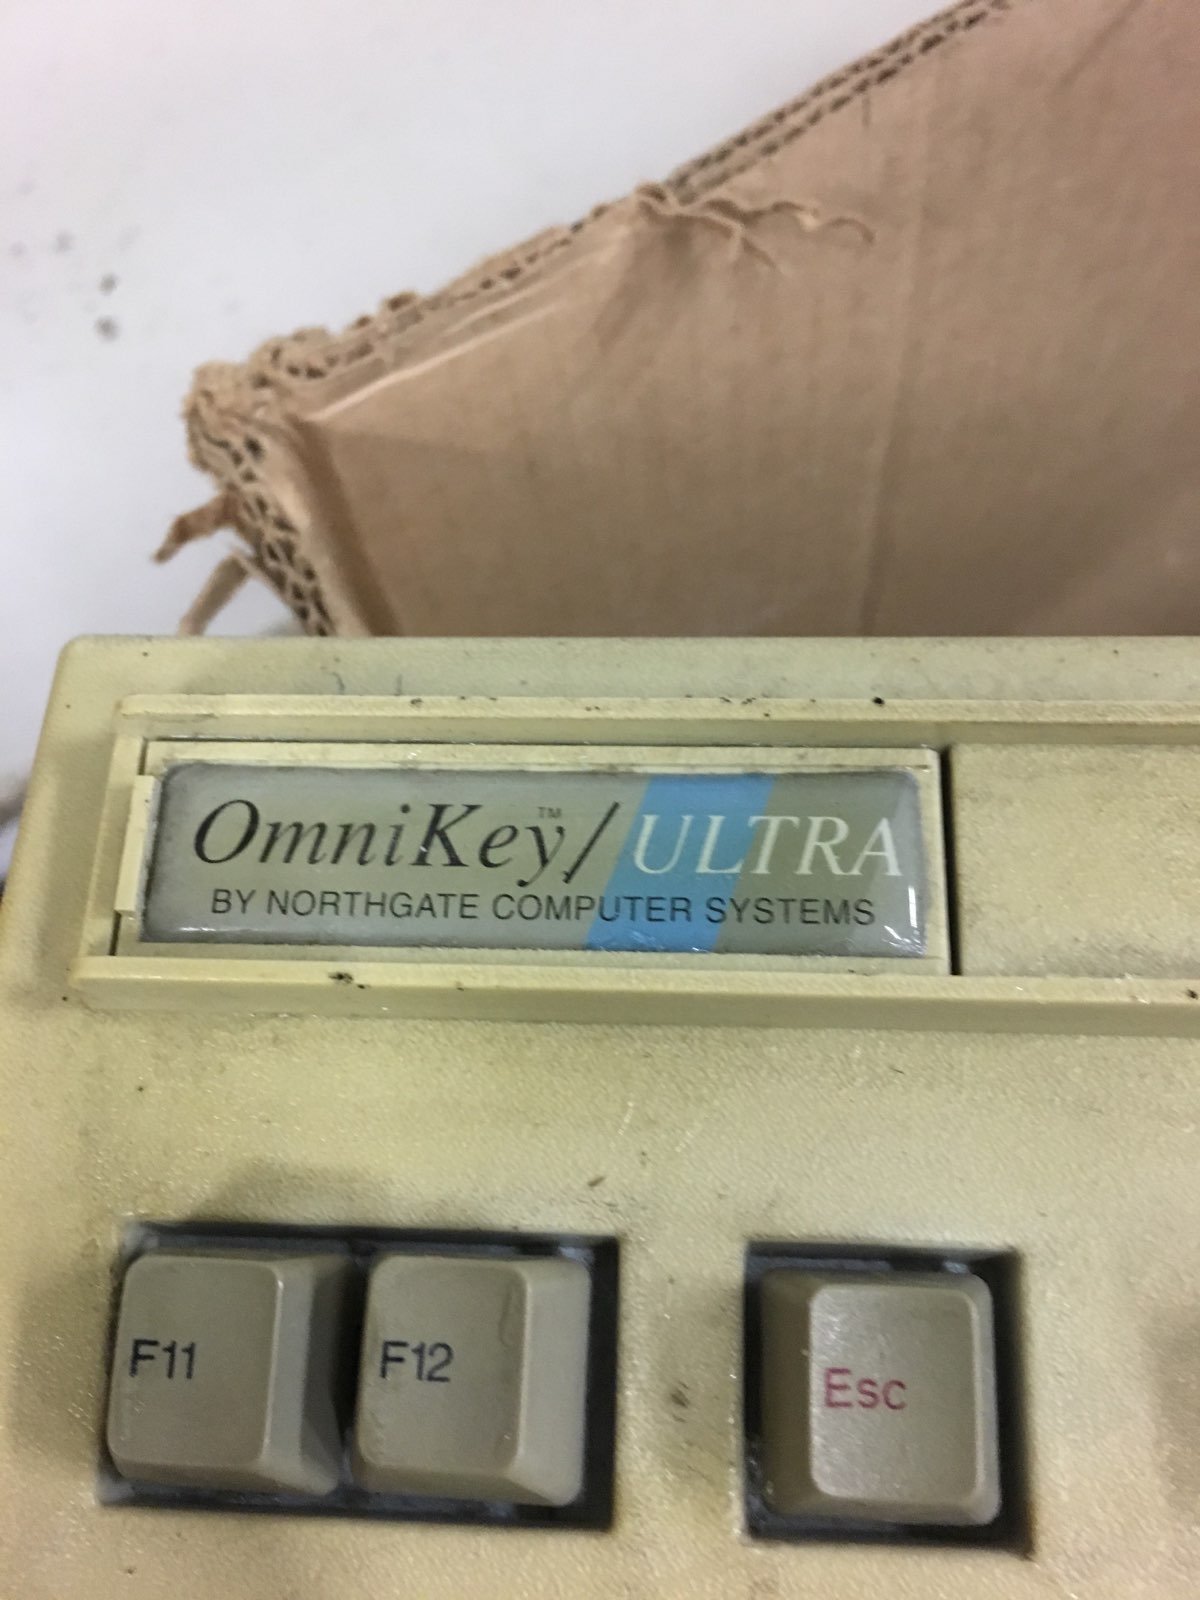 OmniKey™/ULTRA
BY NORTHGATE COMPUTER SYSTEMS
F11 F12 Esc